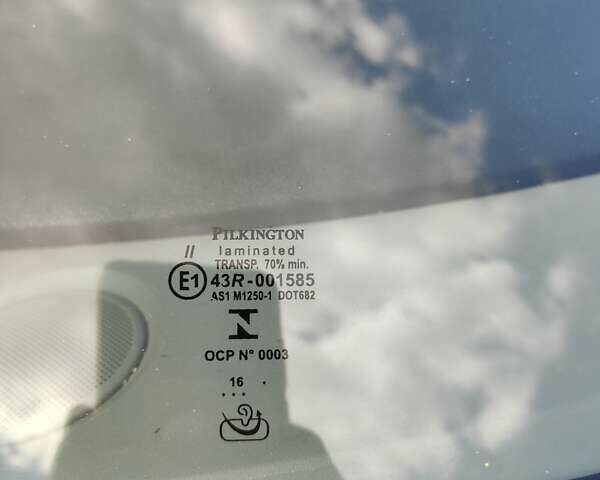 PILKINGTON
//
laminated
TRANSP. 70% min.
E1 43R-001585
AS1 M1250-1 DOT682
N
OCP N° 0003
16 .
...